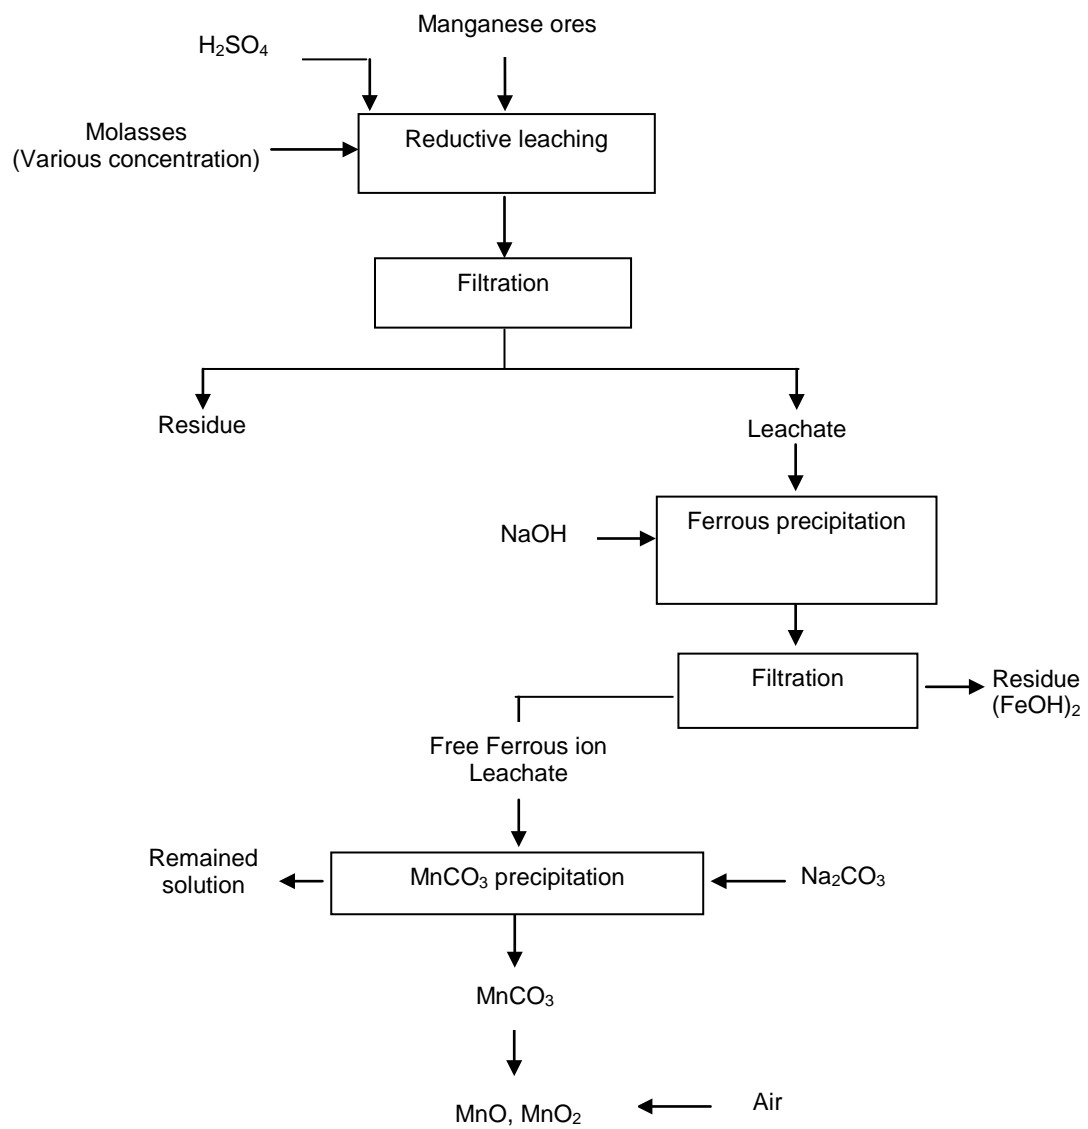 Manganese ores
H₂SO₄
Reductive leaching
Molasses
(Various concentration)
Filtration
Residue
Leachate
NaOH
Ferrous precipitation
Filtration
Residue
(FeOH)₂
Free Ferrous ion
Leachate
Remained
solution
MnCO₃ precipitation
Na₂CO₃
MnCO₃
MnO, MnO₂
Air